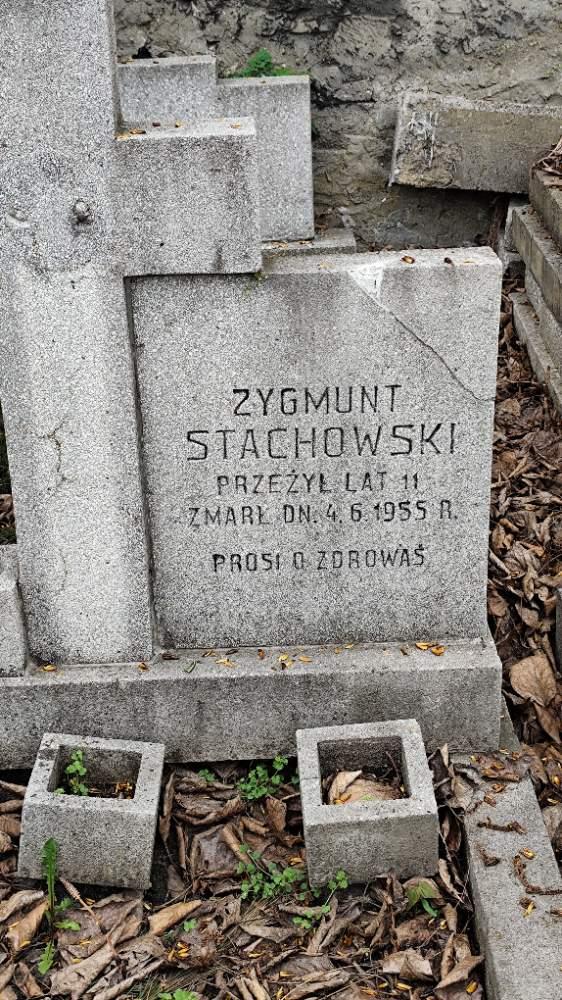 ZYGMUNT
STACHOWSKI
PRZEŻYŁ LAT 11
ZMARŁ DN. 4. 6. 1955 R.
PROSI O ZDROWAŚ